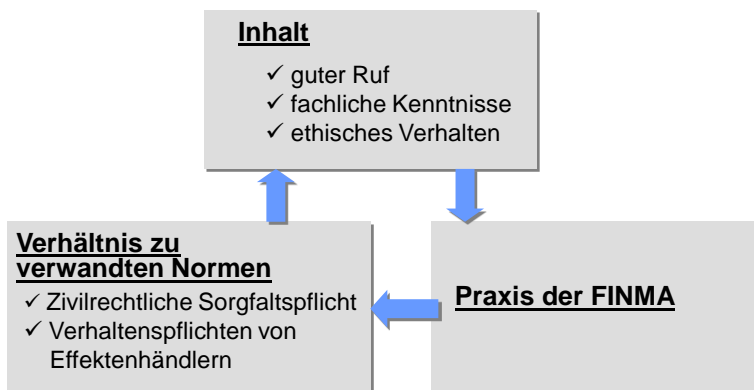 Inhalt
✓ guter Ruf
✓ fachliche Kenntnisse
✓ ethisches Verhalten
Verhältnis zu
verwandten Normen
✓ Zivilrechtliche Sorgfaltspflicht
✓ Verhaltenspflichten von
Effektenhändlern
Praxis der FINMA